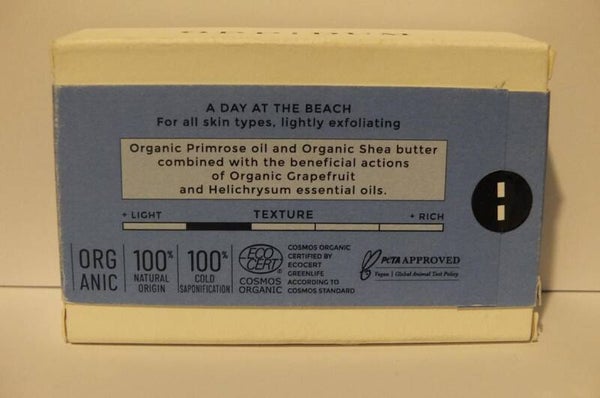 A DAY AT THE BEACH
For all skin types, lightly exfoliating
Organic Primrose oil and Organic Shea butter
combined with the beneficial actions
of Organic Grapefruit
and Helichrysum essential oils.
+ LIGHT TEXTURE + RICH
ORG
ANIC
100%
NATURAL
ORIGIN
100%
COLD
SAPONIFICATION
ECO
CERT
COSMOS
ORGANIC
COSMOS ORGANIC
CERTIFIED BY
ECOCERT
GREENLIFE
ACCORDING TO
COSMOS STANDARD
PETA APPROVED
Vegan | Global Animal Test Policy